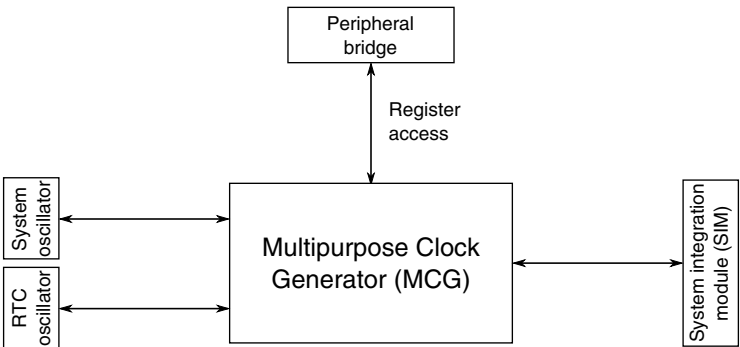 Peripheral
bridge
Register
access
System
oscillator
Multipurpose Clock
Generator (MCG)
RTC
oscillator
System integration
module (SIM)